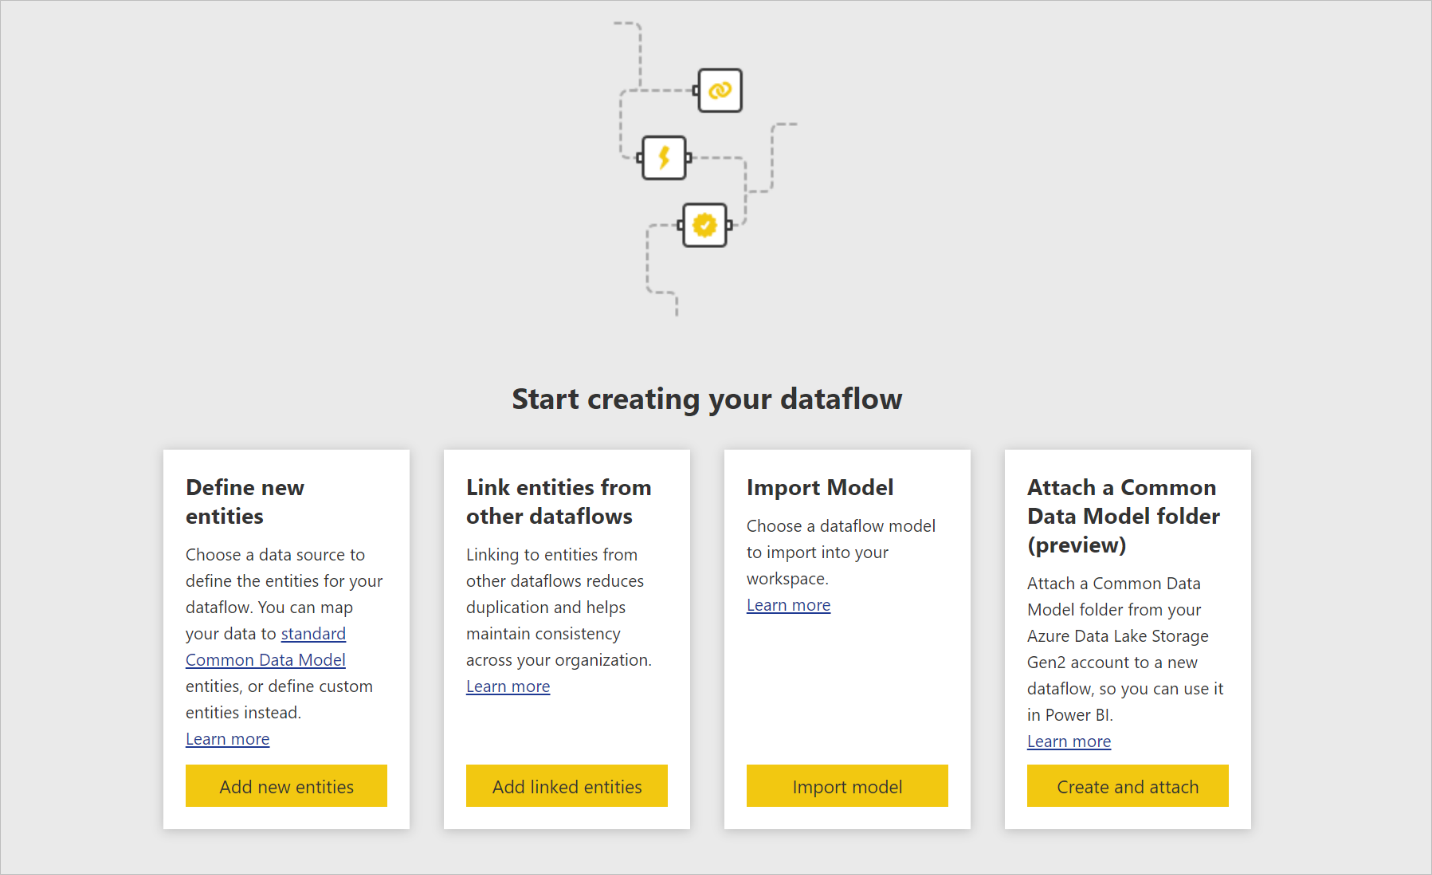 Start creating your dataflow
Define new
entities
Choose a data source to
define the entities for your
dataflow. You can map
your data to standard
Common Data Model
entities, or define custom
entities instead.
Learn more
Add new entities
Link entities from
other dataflows
Linking to entities from
other dataflows reduces
duplication and helps
maintain consistency
across your organization.
Learn more
Add linked entities
Import Model
Choose a dataflow model
to import into your
workspace.
Learn more
Import model
Attach a Common
Data Model folder
(preview)
Attach a Common Data
Model folder from your
Azure Data Lake Storage
Gen2 account to a new
dataflow, so you can use it
in Power BI.
Learn more
Create and attach